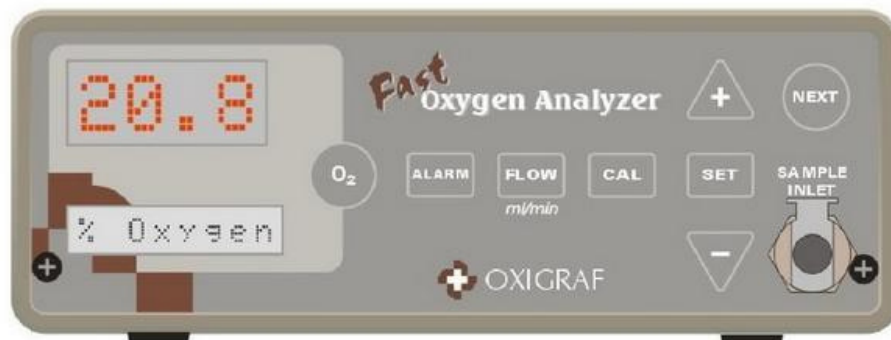 20.8
% Oxygen
Fast
Oxygen Analyzer
+
NEXT
O₂
ALARM
FLOW
CAL
SET
ml/min
SAMPLE
INLET
-
OXIGRAF